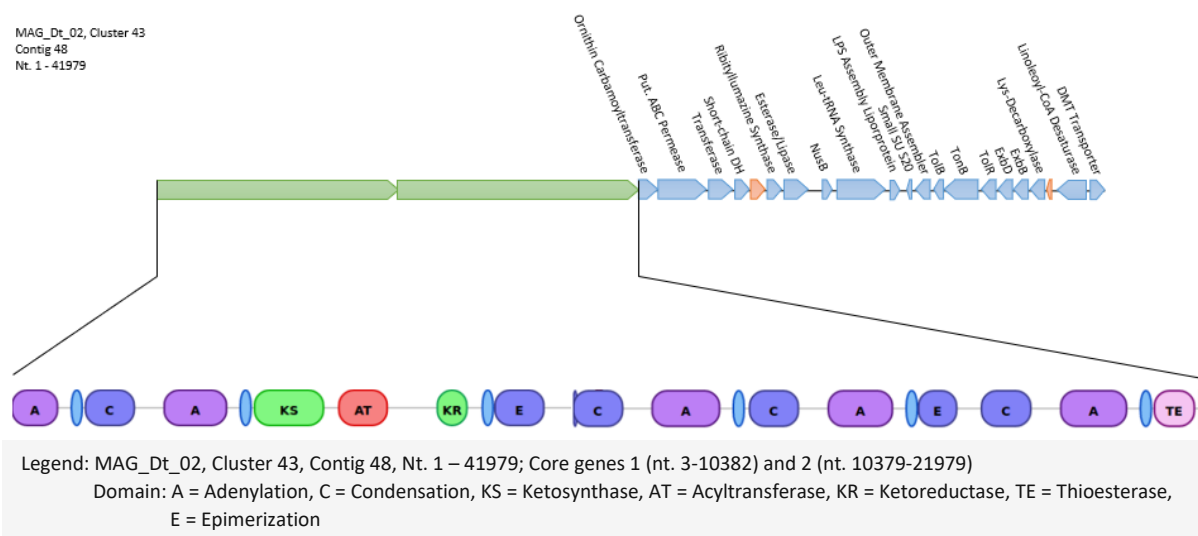 MAG_Dt_02, Cluster 43
Contig 48
Nt. 1 - 41979
Ornithin Carbamoyltransferase
Put. ABC Permease
Transferase
Short-chain DH
Ribityllumazine Synthase
Esterase/Lipase
NusB
Leu-tRNA Synthase
LPS Assembly Liporprotein
Small SU S20
Outer Membrane Assembler
TolB
TonB
TolR
ExbD
ExbB
Lys-Decarboxylase
Linoleoyl-CoA Desaturase
DMT Transporter
A C A KS AT KR E C A C A E C A TE
Legend: MAG_Dt_02, Cluster 43, Contig 48, Nt. 1 – 41979; Core genes 1 (nt. 3-10382) and 2 (nt. 10379-21979)
Domain: A = Adenylation, C = Condensation, KS = Ketosynthase, AT = Acyltransferase, KR = Ketoreductase, TE = Thioesterase,
E = Epimerization